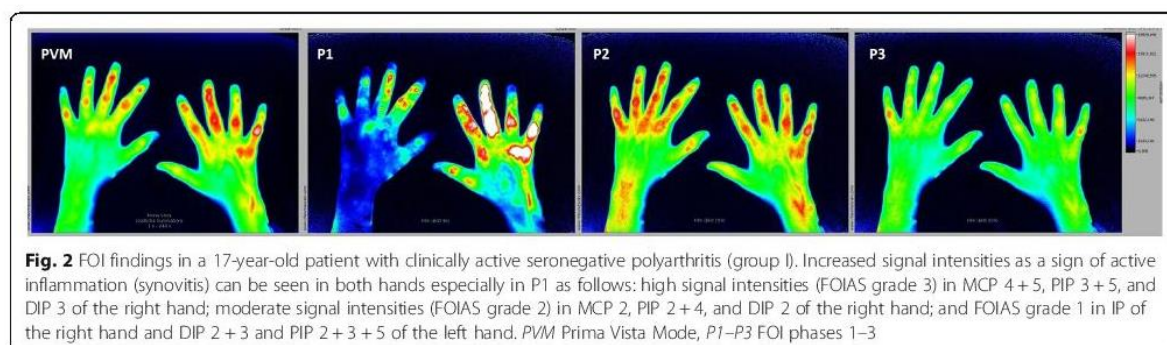 PVM
P1
P2
P3
Fig. 2 FOI findings in a 17-year-old patient with clinically active seronegative polyarthritis (group I). Increased signal intensities as a sign of active
inflammation (synovitis) can be seen in both hands especially in P1 as follows: high signal intensities (FOIAS grade 3) in MCP 4 + 5, PIP 3 + 5, and
DIP 3 of the right hand; moderate signal intensities (FOIAS grade 2) in MCP 2, PIP 2 + 4, and DIP 2 of the right hand; and FOIAS grade 1 in IP of
the right hand and DIP 2 + 3 and PIP 2 + 3 + 5 of the left hand. PVM Prima Vista Mode, P1–P3 FOI phases 1–3